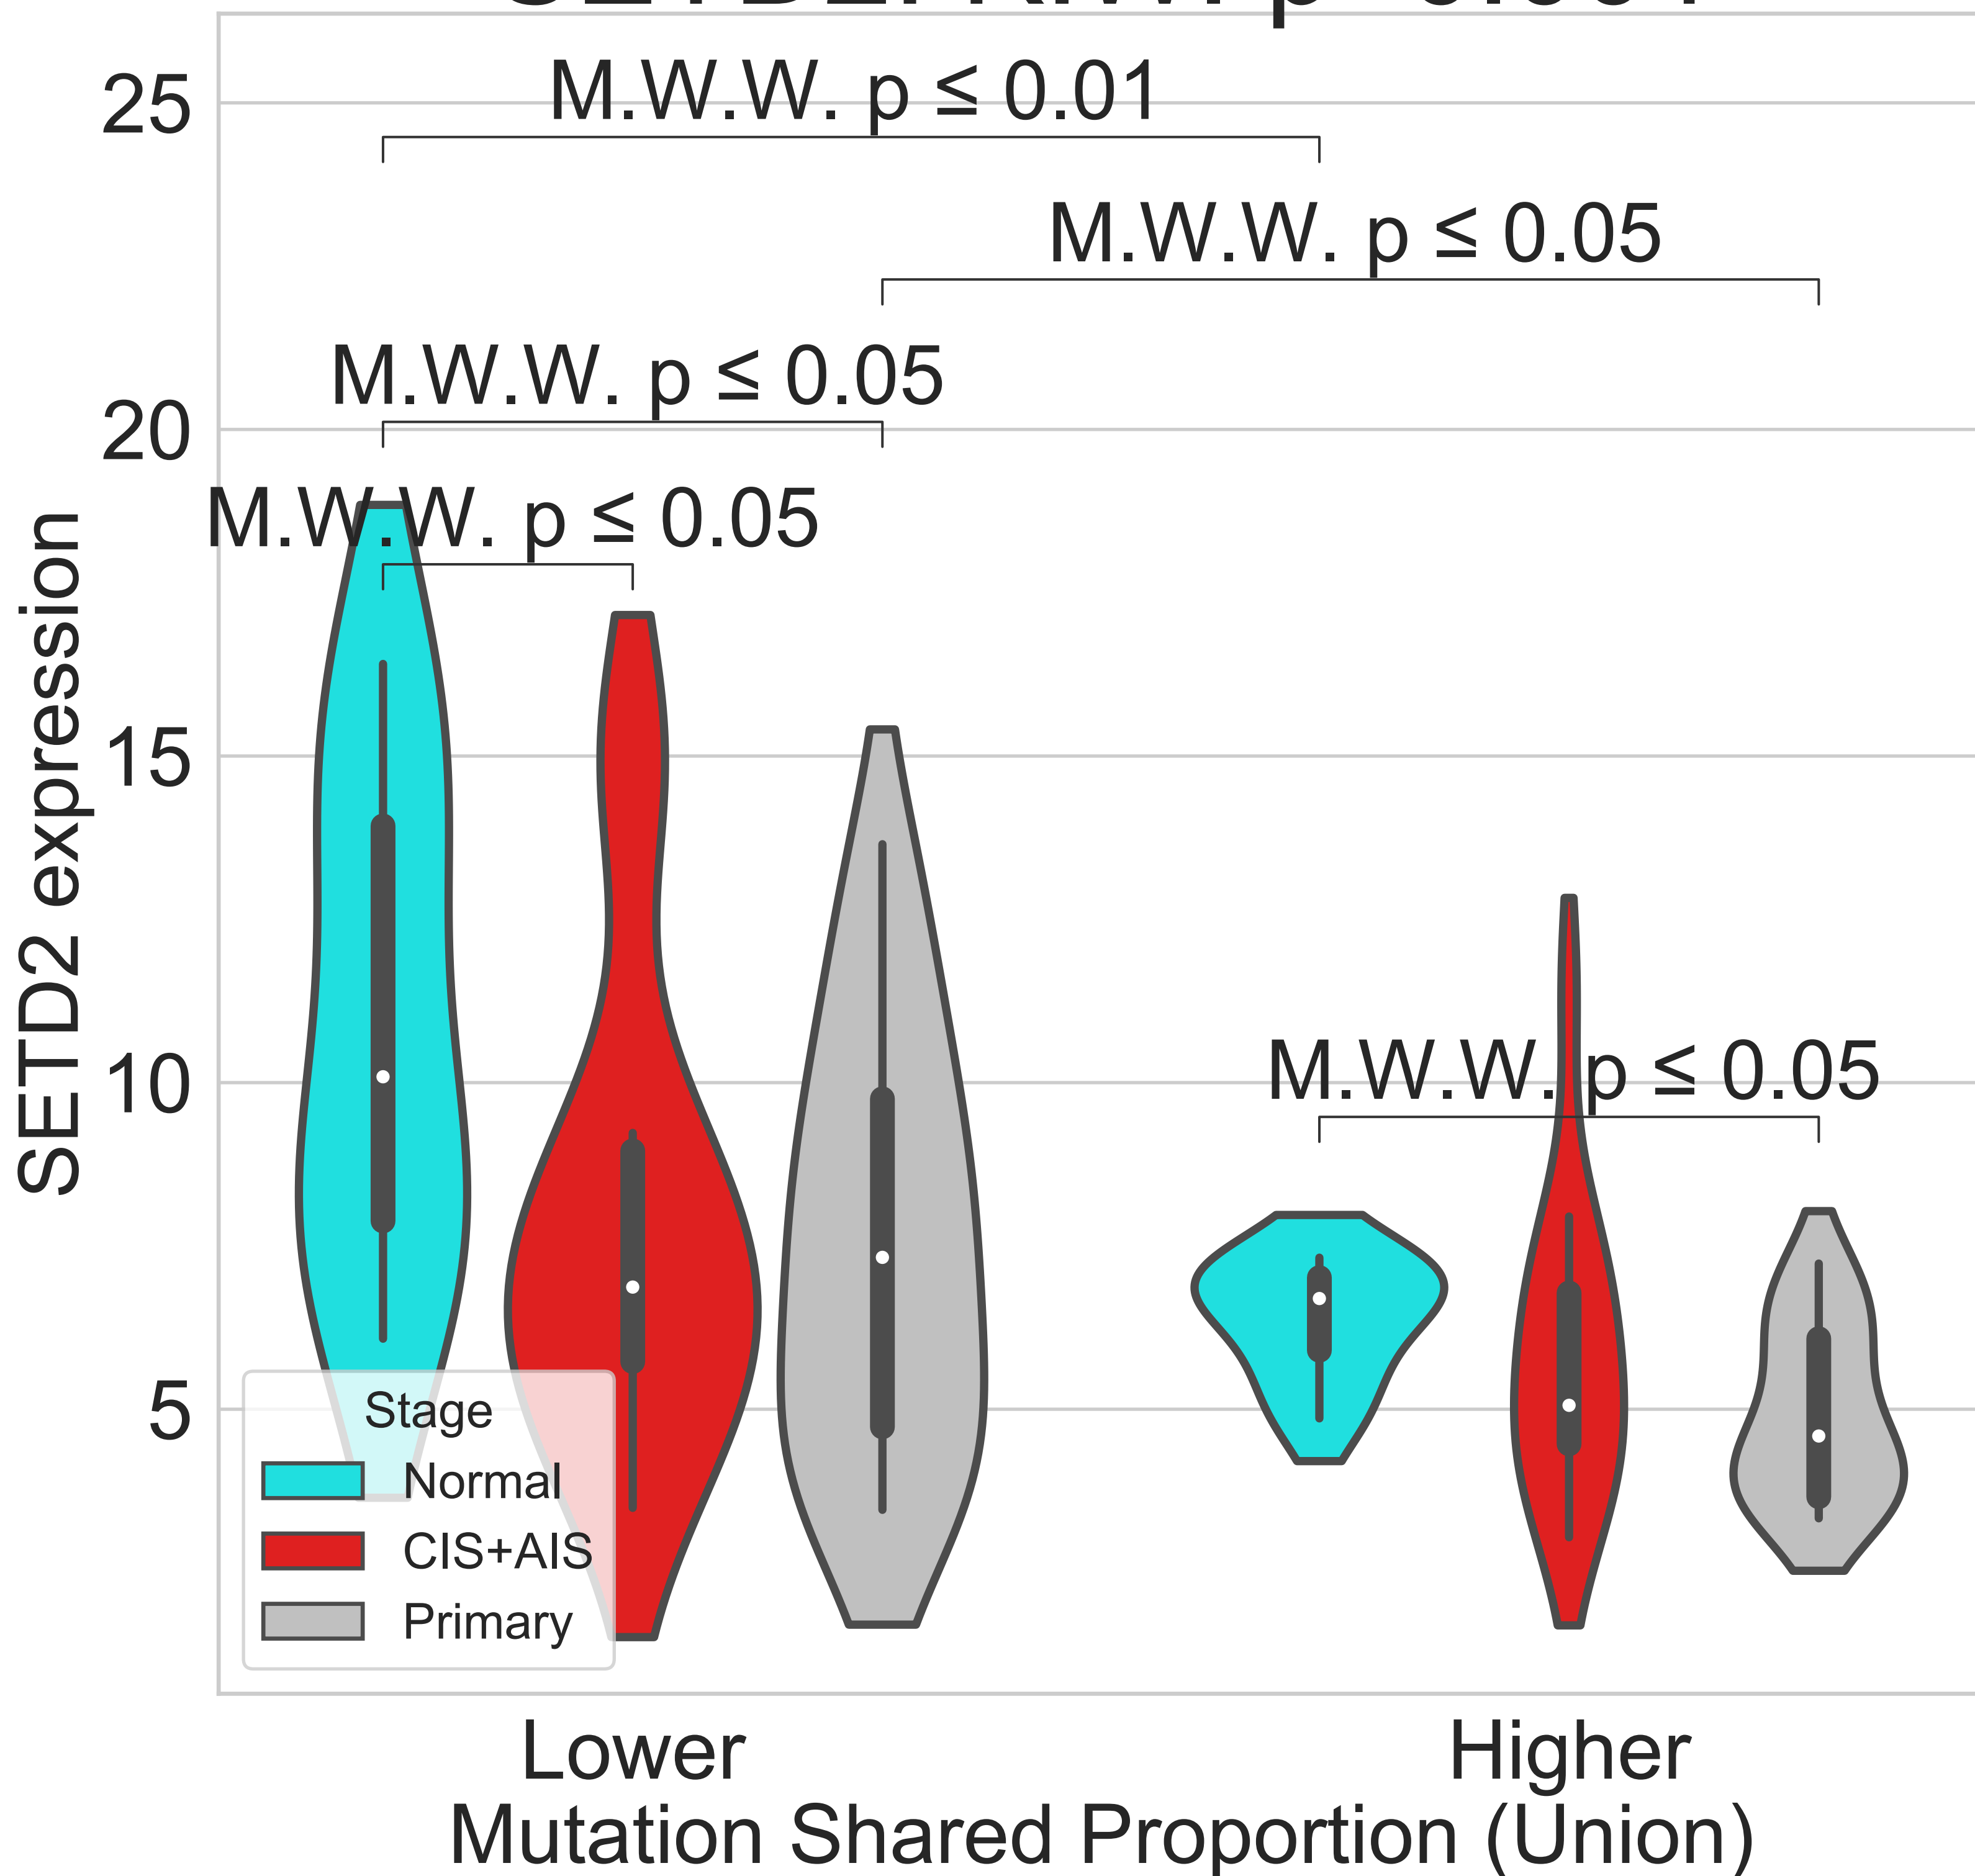 M.W.W. p ≤ 0.01
25
M.W.W. p ≤ 0.05
M.W.W. p ≤ 0.05
20
M.W.W. p ≤ 0.05
SETD2 expression
15
M.W.W. p ≤ 0.05
10
5
Stage
Normal
CIS+AIS
Primary
Lower Higher
Mutation Shared Proportion (Union)